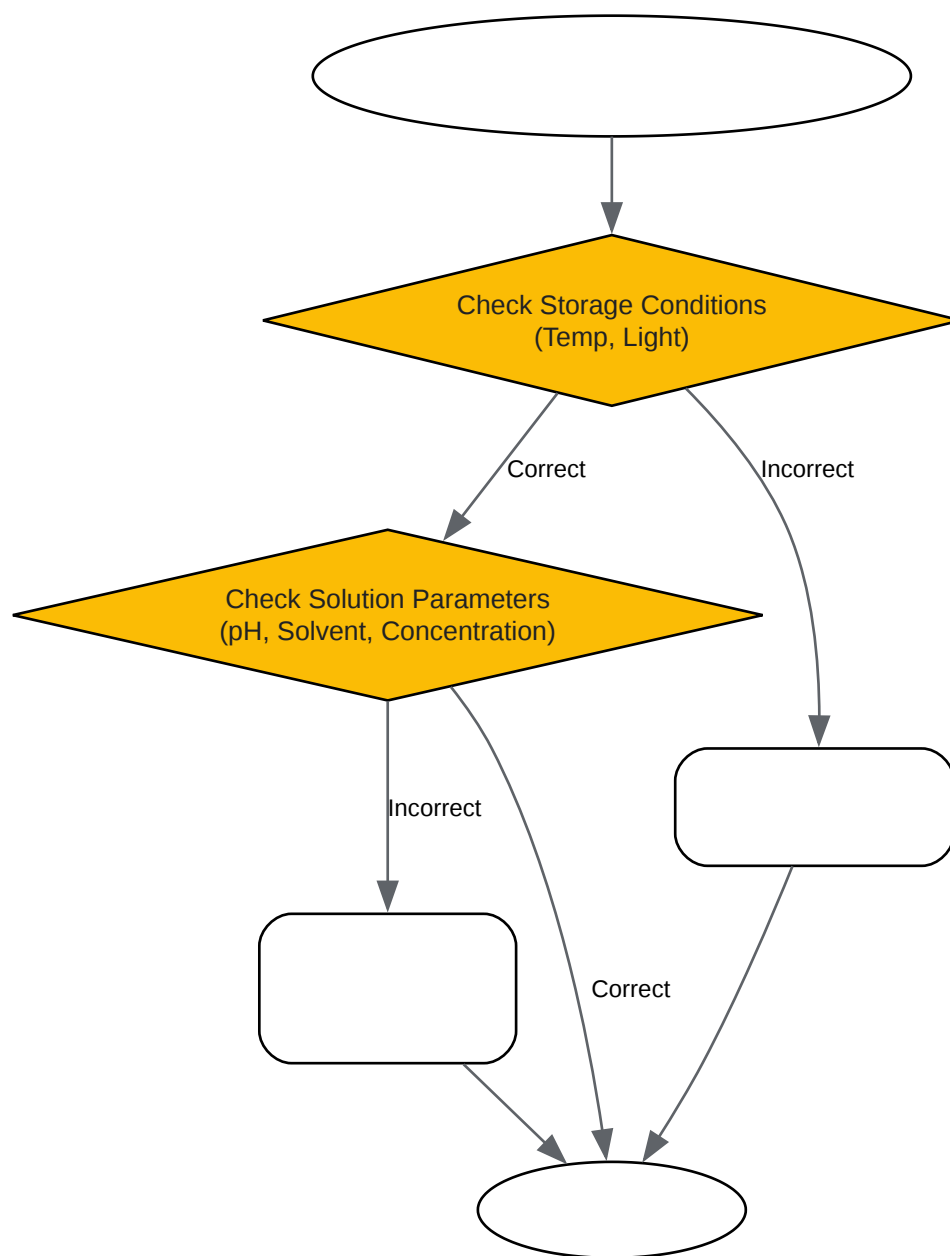 Check Storage Conditions
(Temp, Light)
Correct
Incorrect
Check Solution Parameters
(pH, Solvent, Concentration)
Incorrect
Correct